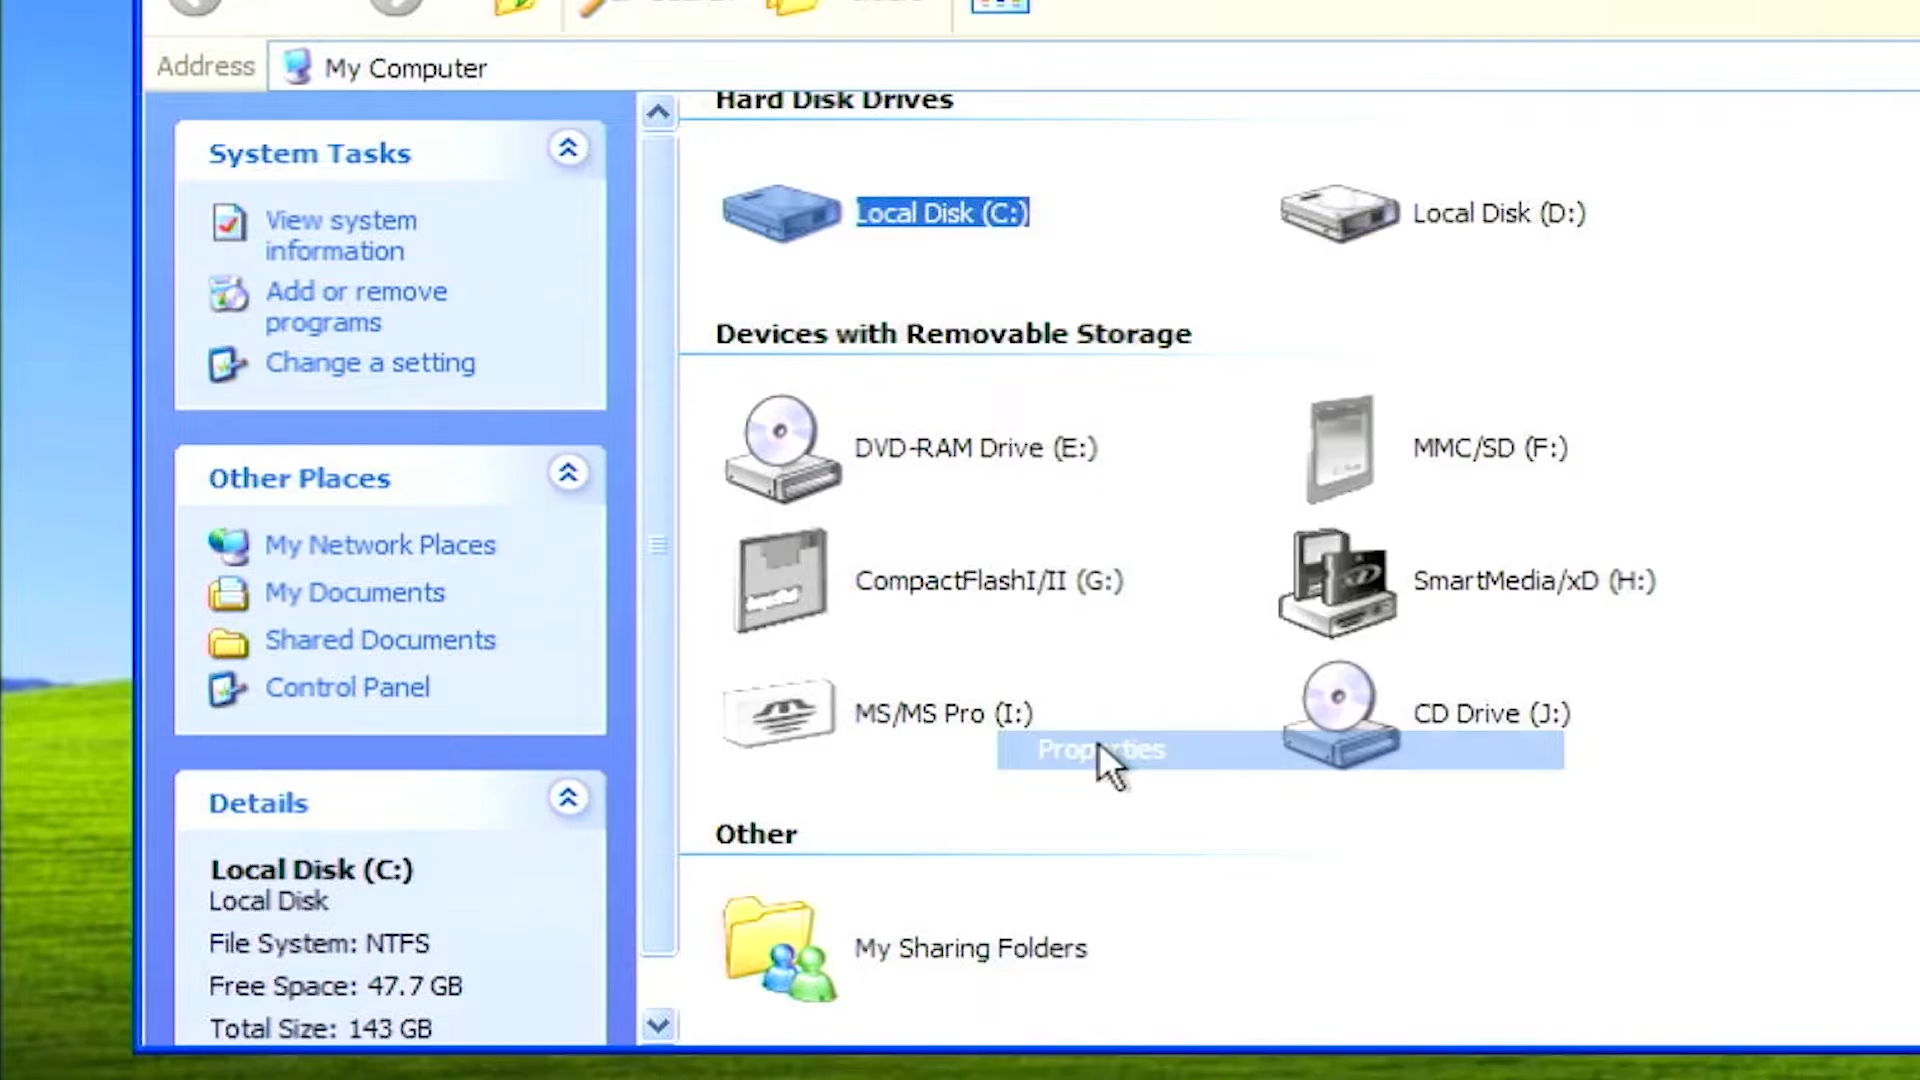 Address My Computer
Hard Disk Drives
System Tasks
View system
information
Add or remove
programs
Change a setting
Local Disk (C:)
Local Disk (D:)
Devices with Removable Storage
DVD-RAM Drive (E:)
MMC/SD (F:)
CompactFlashI/II (G:)
SmartMedia/xD (H:)
MS/MS Pro (I:)
CD Drive (J:)
Properties
Other Places
My Network Places
My Documents
Shared Documents
Control Panel
Other
My Sharing Folders
Details
Local Disk (C:)
Local Disk
File System: NTFS
Free Space: 47.7 GB
Total Size: 143 GB